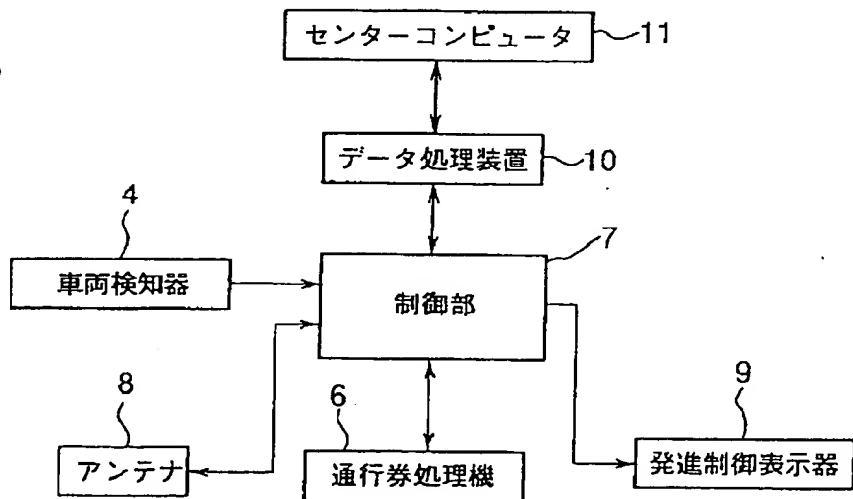 センターコンピュータ 11
データ処理装置 10
4
車両検知器
7
制御部
8
アンテナ
6
通行券処理機
9
発進制御表示器